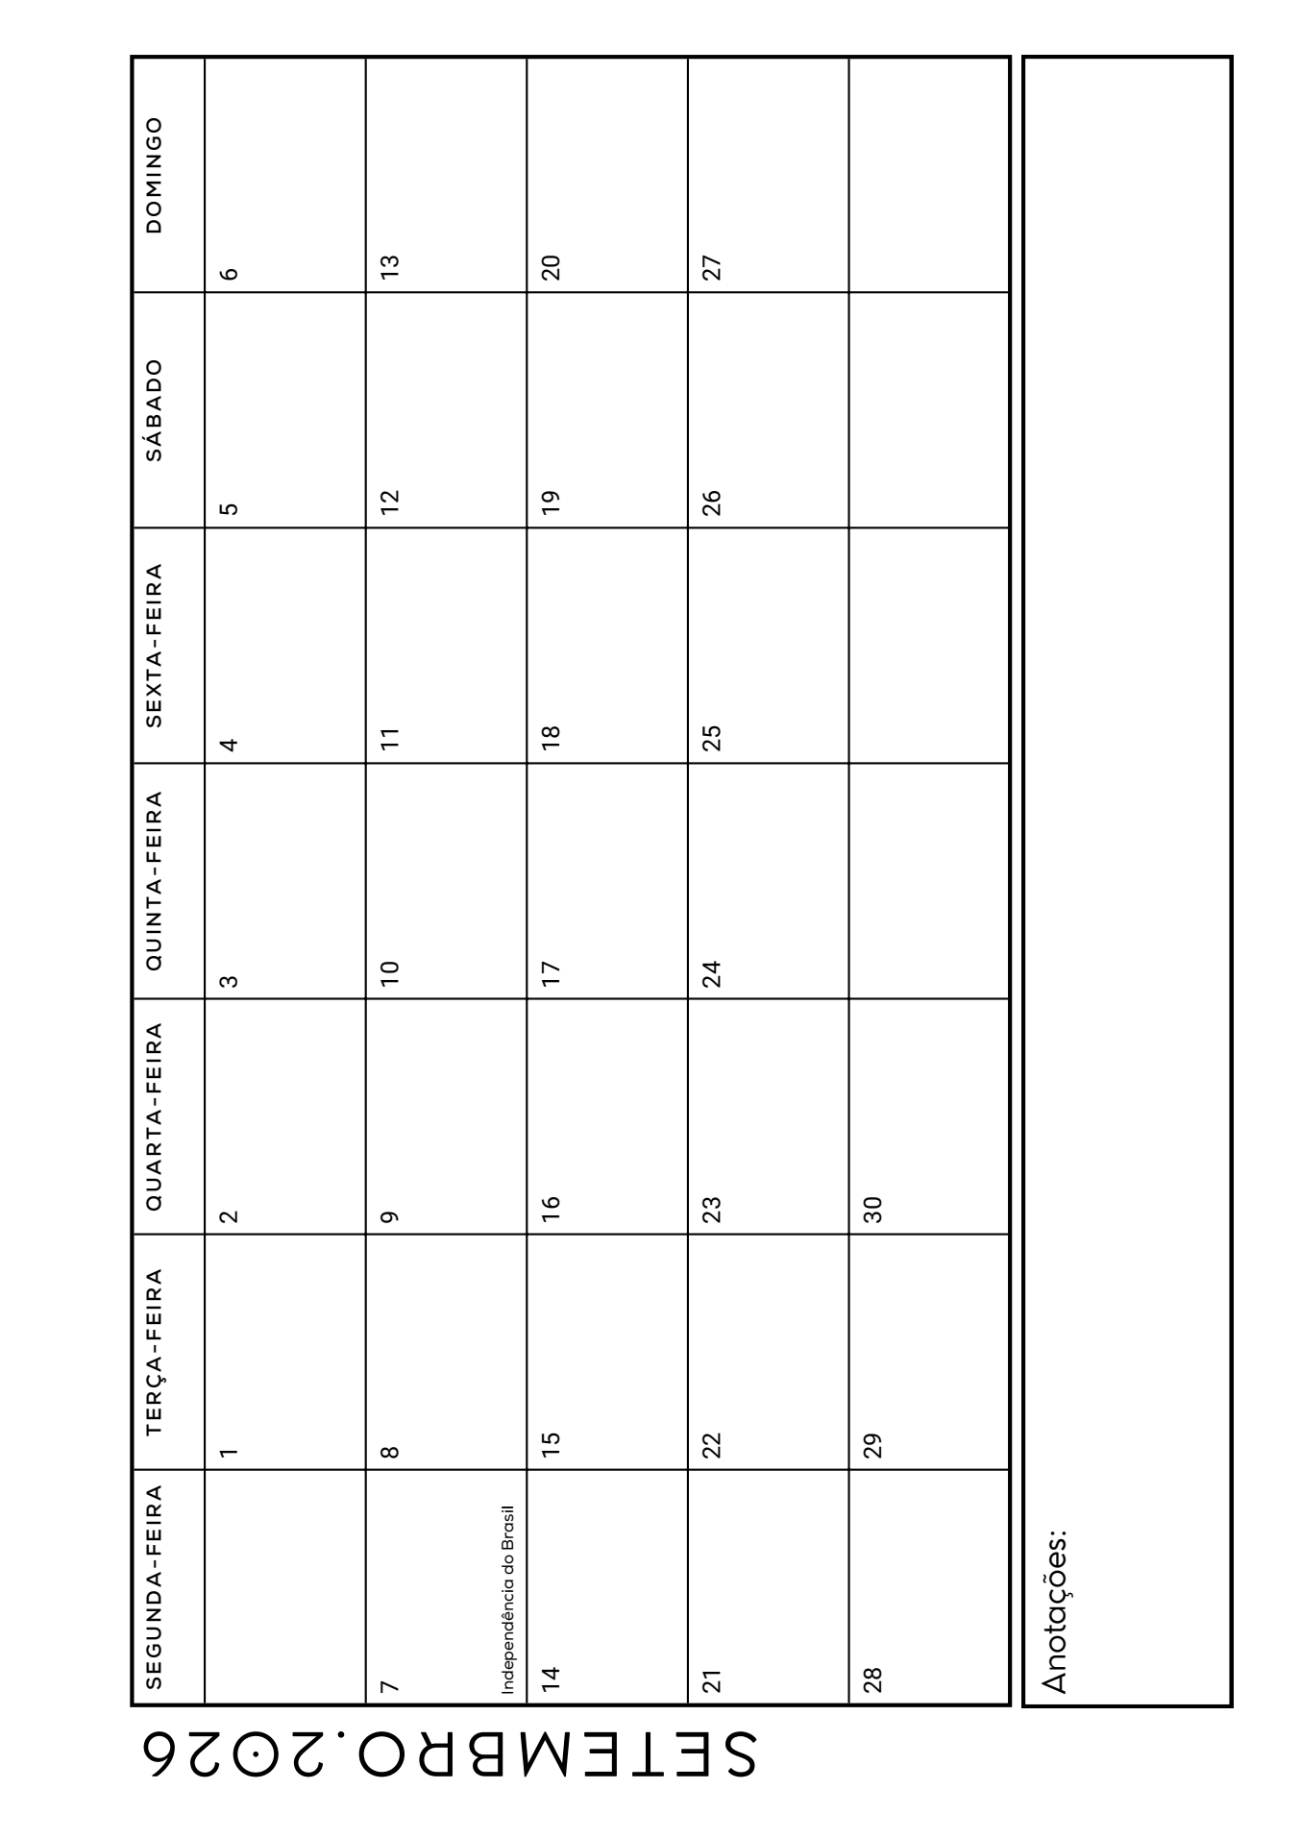 SETEMBRO.2026
SEGUNDA-FEIRA TERÇA-FEIRA QUARTA-FEIRA QUINTA-FEIRA SEXTA-FEIRA SÁBADO DOMINGO
1 2 3 4 5 6
7 8 9 10 11 12 13
Independência do Brasil
14 15 16 17 18 19 20
21 22 23 24 25 26 27
28 29 30
Anotações: